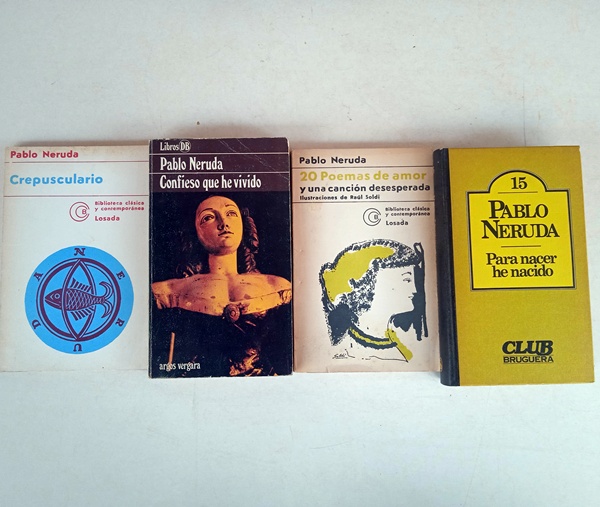 Pablo Neruda
Crepusculario
Biblioteca clásica
y contemporánea
Losada
NERUDA
Libros DB
Pablo Neruda
Confieso que he vivido
argos vergara
Pablo Neruda
20 Poemas de amor
y una canción desesperada
Ilustraciones de Raúl Soldi
Biblioteca clásica
y contemporánea
Losada
15
PABLO
NERUDA
Para nacer
he nacido
CLUB
BRUGUERA